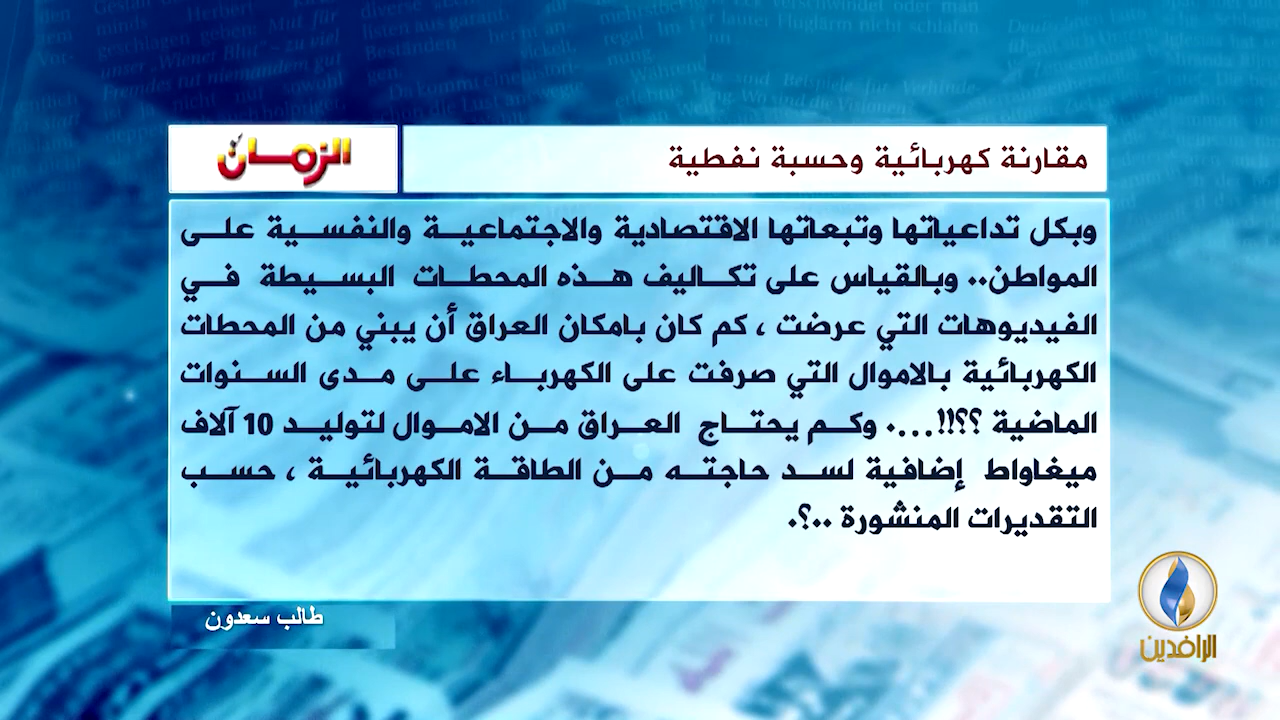 الزمان
مقارنة كهربائية وحسبة نفطية
وبكل تداعياتها وتبعاتها الاقتصادية والاجتماعية والنفسية على
المواطن.. وبالقياس على تكاليف هذه المحطات البسيطة في
الفيديوهات التي عرضت ، كم كان بامكان العراق أن يبني من المحطات
الكهربائية بالاموال التي صرفت على الكهرباء على مدى السنوات
الماضية ؟؟!!.... وكم يحتاج العراق من الاموال لتوليد 10 آلاف
ميغاواط إضافية لسد حاجته من الطاقة الكهربائية ، حسب
التقديرات المنشورة ..؟.
طالب سعدون
الرافدين